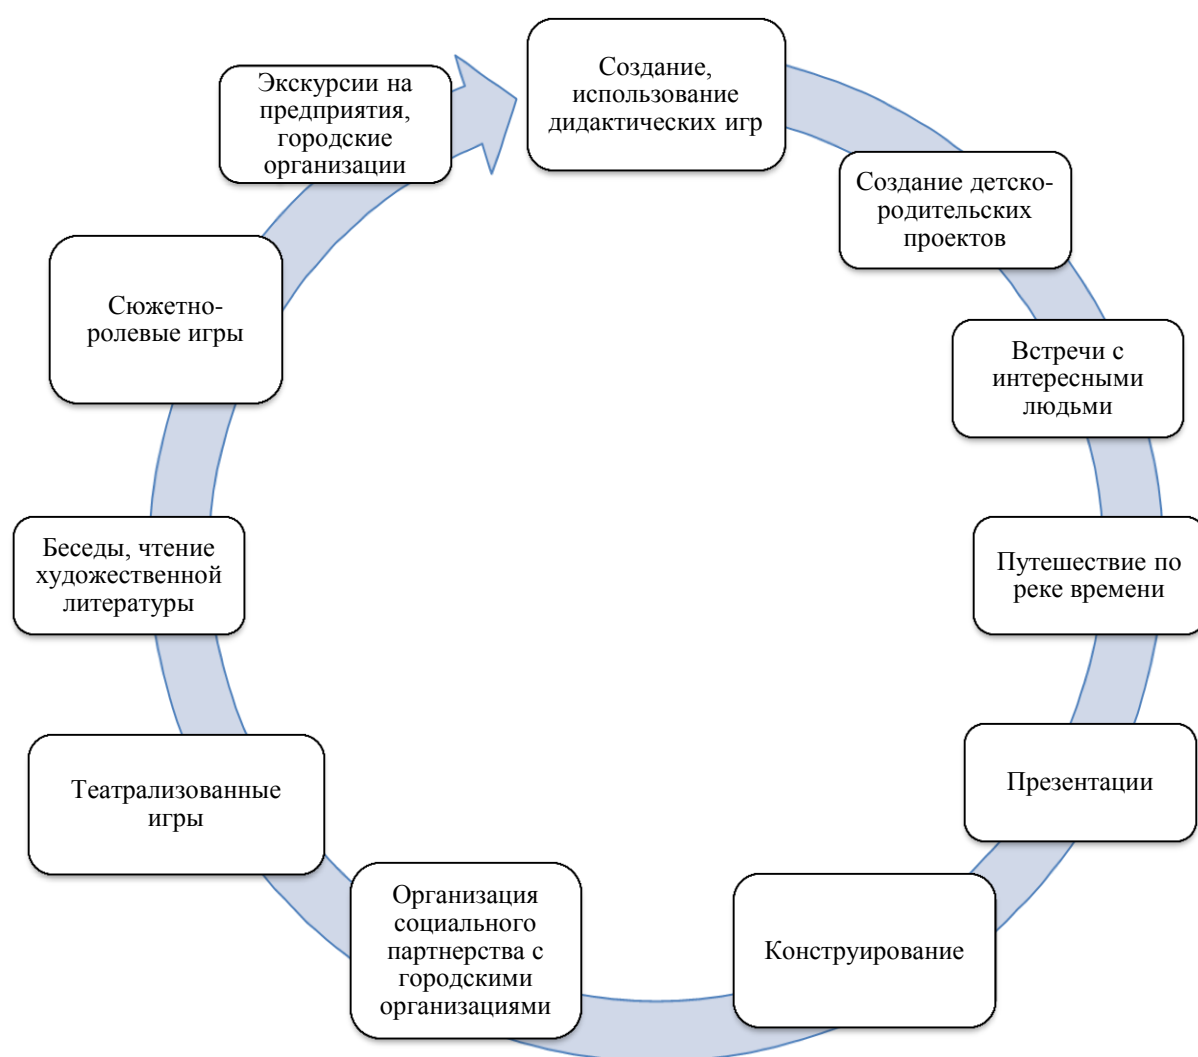 Создание,
использование
дидактических игр
Создание детско-
родительских
проектов
Встречи с
интересными
людьми
Путешествие по
реке времени
Презентации
Конструирование
Организация
социального
партнерства с
городскими
организациями
Театрализованные
игры
Беседы, чтение
художественной
литературы
Сюжетно-
ролевые игры
Экскурсии на
предприятия,
городские
организации